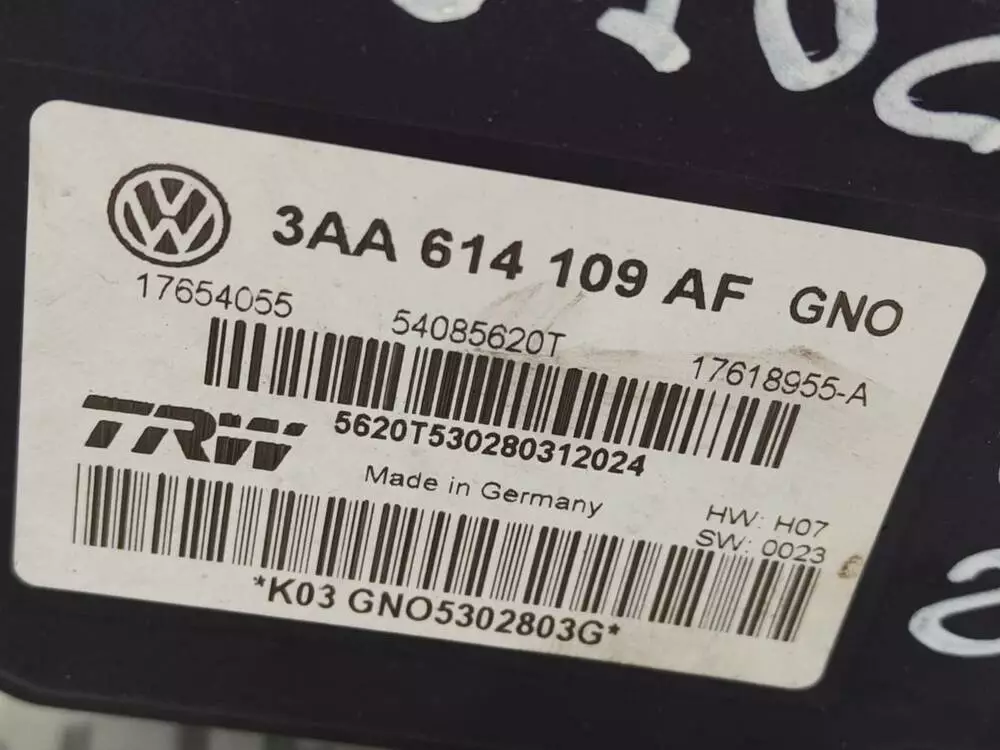 3AA 614 109 AF GNO
17654055 54085620T 17618955-A
TRW 5620T530280312024
Made in Germany
HW: H07
SW: 0023
*K03 GNO5302803G*